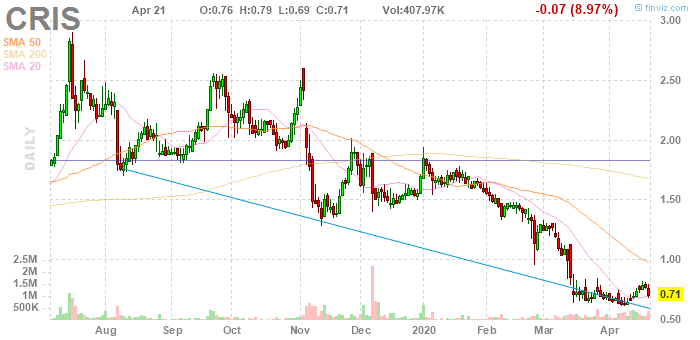 CRIS Apr 21 O:0.76 H:0.79 L:0.69 C:0.71 Vol:407.97K -0.07 (8.97%) © finviz.com
SMA 50
SMA 200
SMA 20
DAILY
3.00
2.50
2.00
1.50
1.00
0.71
0.50
2.5M
2M
1.5M
1M
500K
Aug Sep Oct Nov Dec 2020 Feb Mar Apr